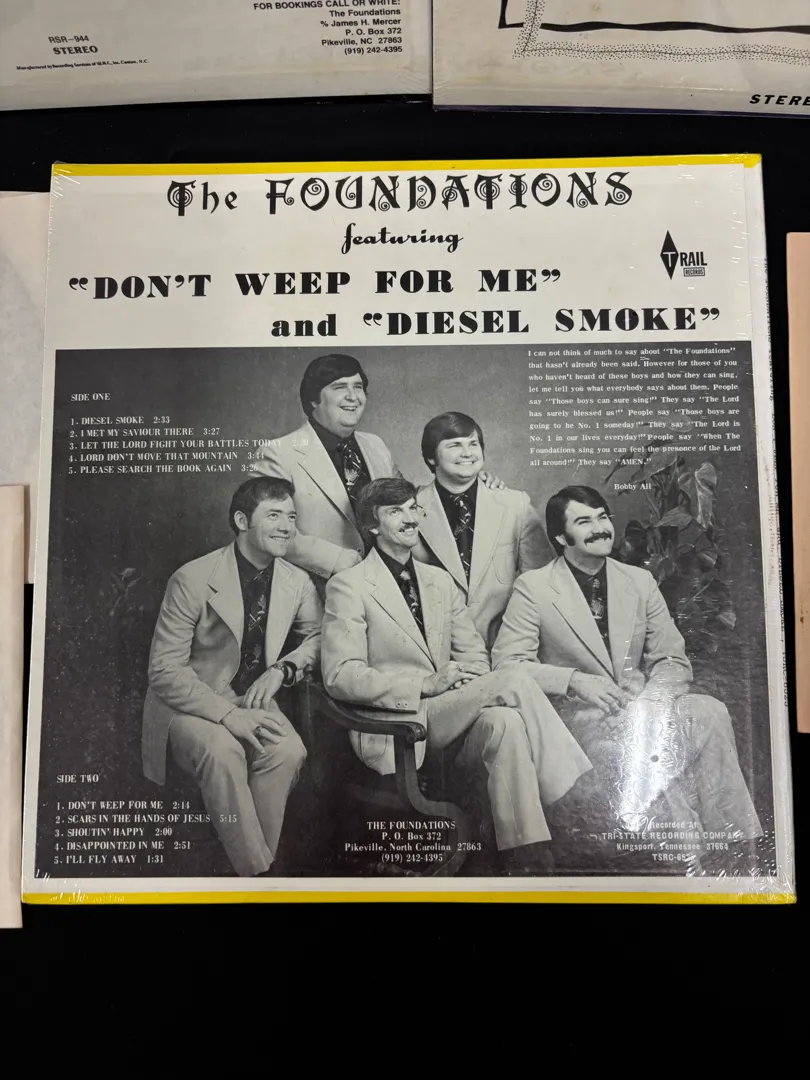 FOR BOOKINGS CALL OR WRITE:
The Foundations
% James H. Mercer
P. O. Box 372
Pikeville, NC 27863
(919) 242-4395
RSR-944
STEREO
Manufactured by Recording Services of
STERE
The FOUNDATIONS
featuring
"DON'T WEEP FOR ME"
and "DIESEL SMOKE"
TRAIL
RECORDS
I can not think of much to say about "The Foundations"
that hasn't already been said. However for those of you
who haven't heard of these boys and how they can sing,
let me tell you what everybody says about them. People
say "Those boys can sure sing!" They say "The Lord
has surely blessed us!" People say "Those boys are
going to be No. 1 someday!" They say "The Lord is
No. 1 in our lives everyday!" People say "When The
Foundations sing you can feel the presence of the Lord
all around!" They say "AMEN."
Bobby All
SIDE ONE
1. DIESEL SMOKE 2:33
2. I MET MY SAVIOUR THERE 3:27
3. LET THE LORD FIGHT YOUR BATTLES TODAY
4. LORD DON'T MOVE THAT MOUNTAIN 3:44
5. PLEASE SEARCH THE BOOK AGAIN 3:26
SIDE TWO
1. DON'T WEEP FOR ME 2:14
2. SCARS IN THE HANDS OF JESUS 5:15
3. SHOUTIN' HAPPY 2:00
4. DISAPPOINTED IN ME 2:51
5. I'LL FLY AWAY 1:31
THE FOUNDATIONS
P. O. Box 372
Pikeville, North Carolina 27863
(919) 242-4395
Recorded At:
TRI-STATE RECORDING COMPANY
Kingsport, Tennessee 37664